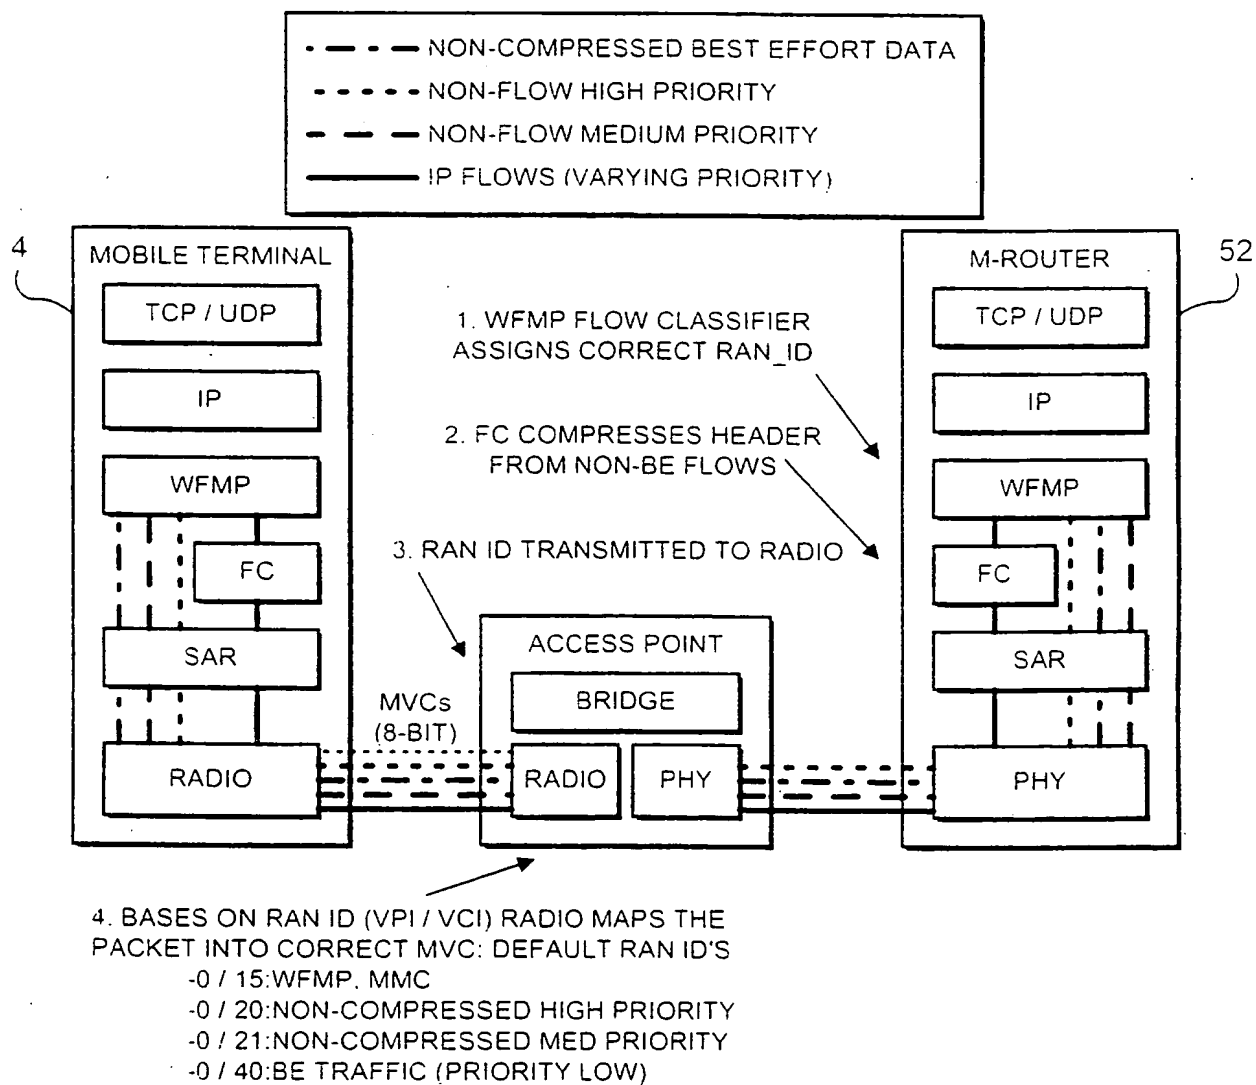 NON-COMPRESSED BEST EFFORT DATA
NON-FLOW HIGH PRIORITY
NON-FLOW MEDIUM PRIORITY
IP FLOWS (VARYING PRIORITY)
4
MOBILE TERMINAL
TCP / UDP
IP
WFMP
FC
SAR
RADIO
1. WFMP FLOW CLASSIFIER
ASSIGNS CORRECT RAN_ID
2. FC COMPRESSES HEADER
FROM NON-BE FLOWS
3. RAN ID TRANSMITTED TO RADIO
MVCs
(8-BIT)
ACCESS POINT
BRIDGE
RADIO
PHY
52
M-ROUTER
TCP / UDP
IP
WFMP
FC
SAR
PHY
4. BASES ON RAN ID (VPI / VCI) RADIO MAPS THE
PACKET INTO CORRECT MVC: DEFAULT RAN ID'S
-0 / 15:WFMP, MMC
-0 / 20:NON-COMPRESSED HIGH PRIORITY
-0 / 21:NON-COMPRESSED MED PRIORITY
-0 / 40:BE TRAFFIC (PRIORITY LOW)